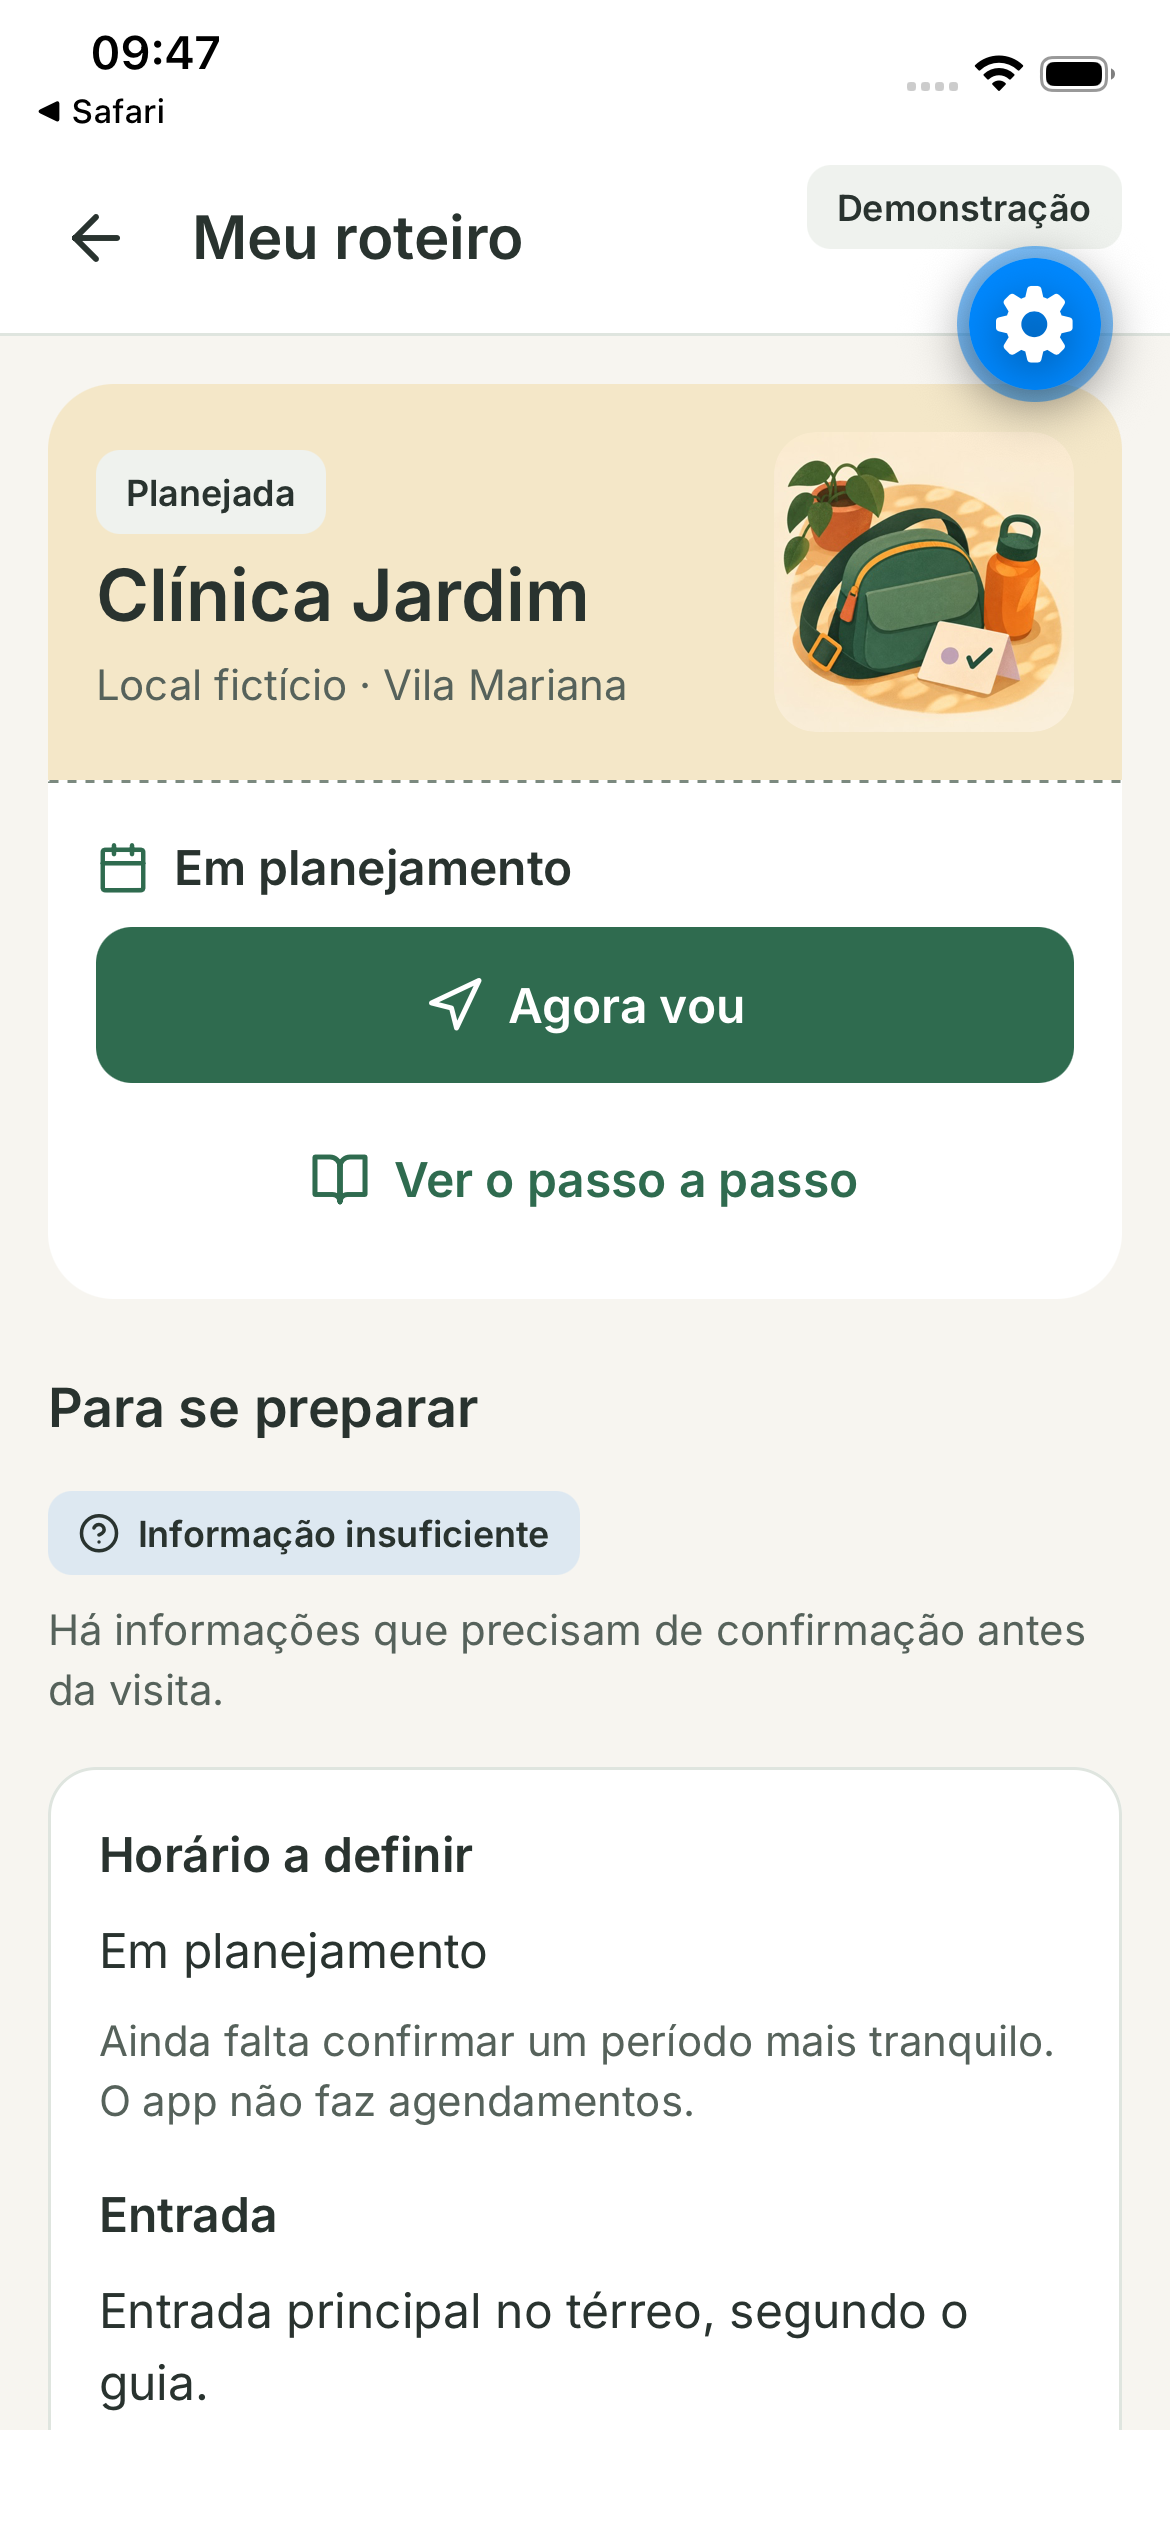 09:47
Safari
Meu roteiro
Demonstração
Planejada
Clínica Jardim
Local fictício · Vila Mariana
Em planejamento
Agora vou
Ver o passo a passo
Para se preparar
Informação insuficiente
Há informações que precisam de confirmação antes
da visita.
Horário a definir
Em planejamento
Ainda falta confirmar um período mais tranquilo.
O app não faz agendamentos.
Entrada
Entrada principal no térreo, segundo o
guia.